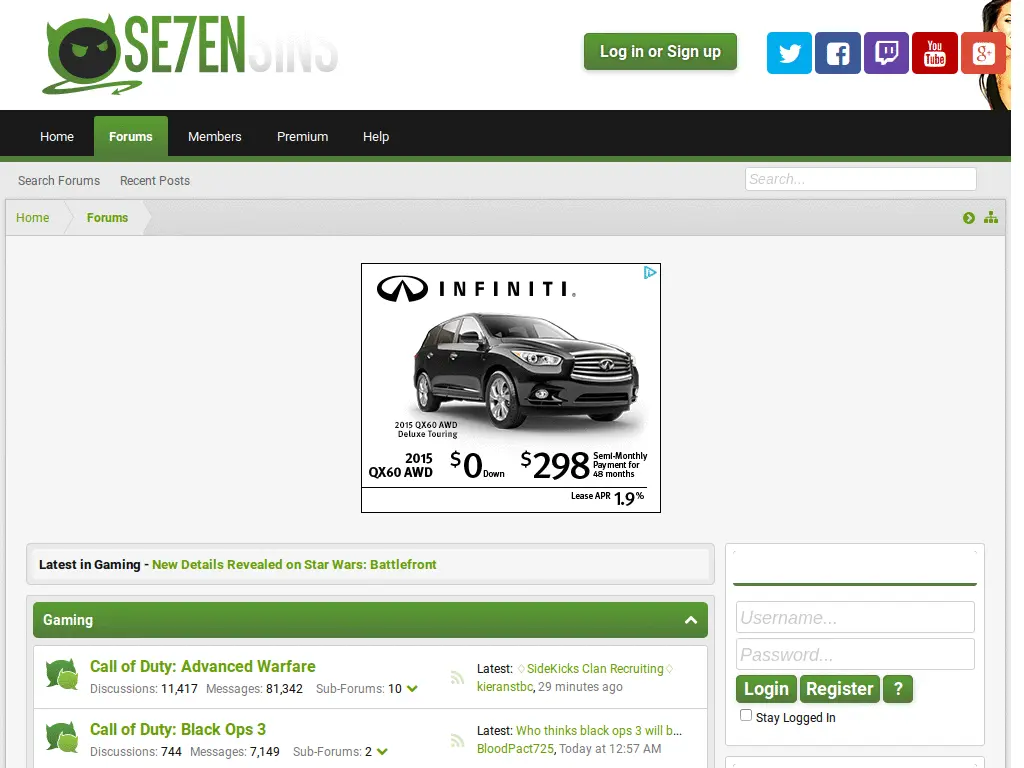 SE7ENSINS
Log in or Sign up
You
Tube
g+
Home
Forums
Members
Premium
Help
Search Forums
Recent Posts
Search...
Home
Forums
INFINITI®
2015 QX60 AWD
Deluxe Touring
2015
QX60 AWD
$0 Down
$298
Semi-Monthly
Payment for
48 months
Lease APR 1.9%
Latest in Gaming - New Details Revealed on Star Wars: Battlefront
Gaming
Call of Duty: Advanced Warfare
Discussions: 11,417 Messages: 81,342 Sub-Forums: 10
Latest: ♢SideKicks Clan Recruiting♢
kieranstbc, 29 minutes ago
Call of Duty: Black Ops 3
Discussions: 744 Messages: 7,149 Sub-Forums: 2
Latest: Who thinks black ops 3 will b...
BloodPact725, Today at 12:57 AM
Username...
Password...
Login
Register
?
Stay Logged In